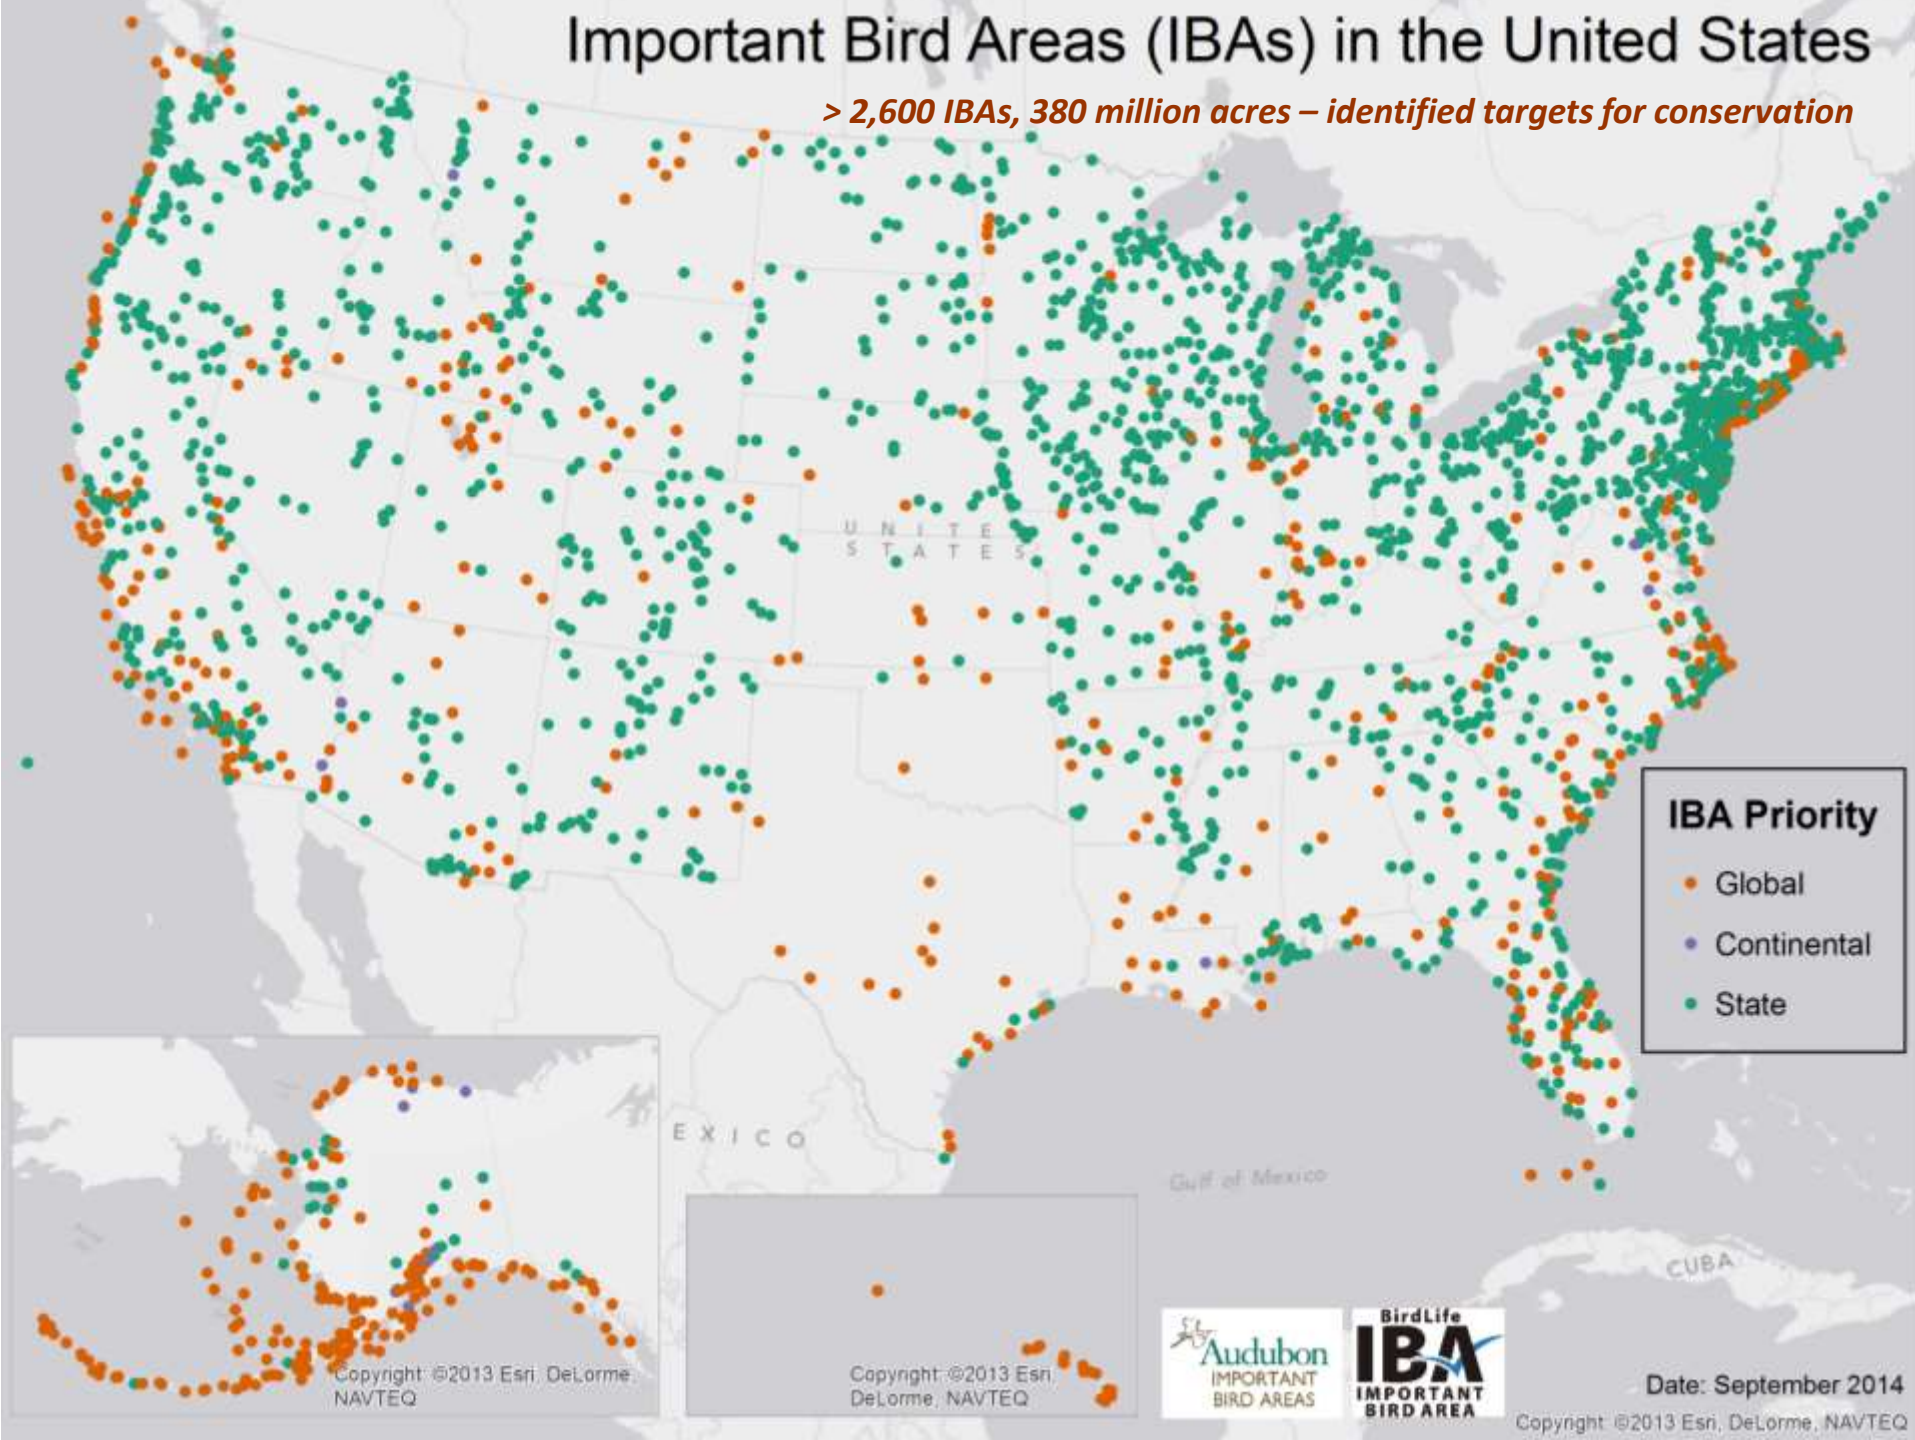 Important Bird Areas (IBAs) in the United States
> 2,600 IBAs, 380 million acres – identified targets for conservation
UNITE
STATES
IBA Priority
Global
Continental
State
EXICO
Gulf of Mexico
CUBA
Copyright: ©2013 Esri, DeLorme,
NAVTEQ
Copyright: ©2013 Esri,
DeLorme, NAVTEQ
Audubon
IMPORTANT
BIRD AREAS
BirdLife
IBA
IMPORTANT
BIRD AREA
Date: September 2014
Copyright: ©2013 Esri, DeLorme, NAVTEQ